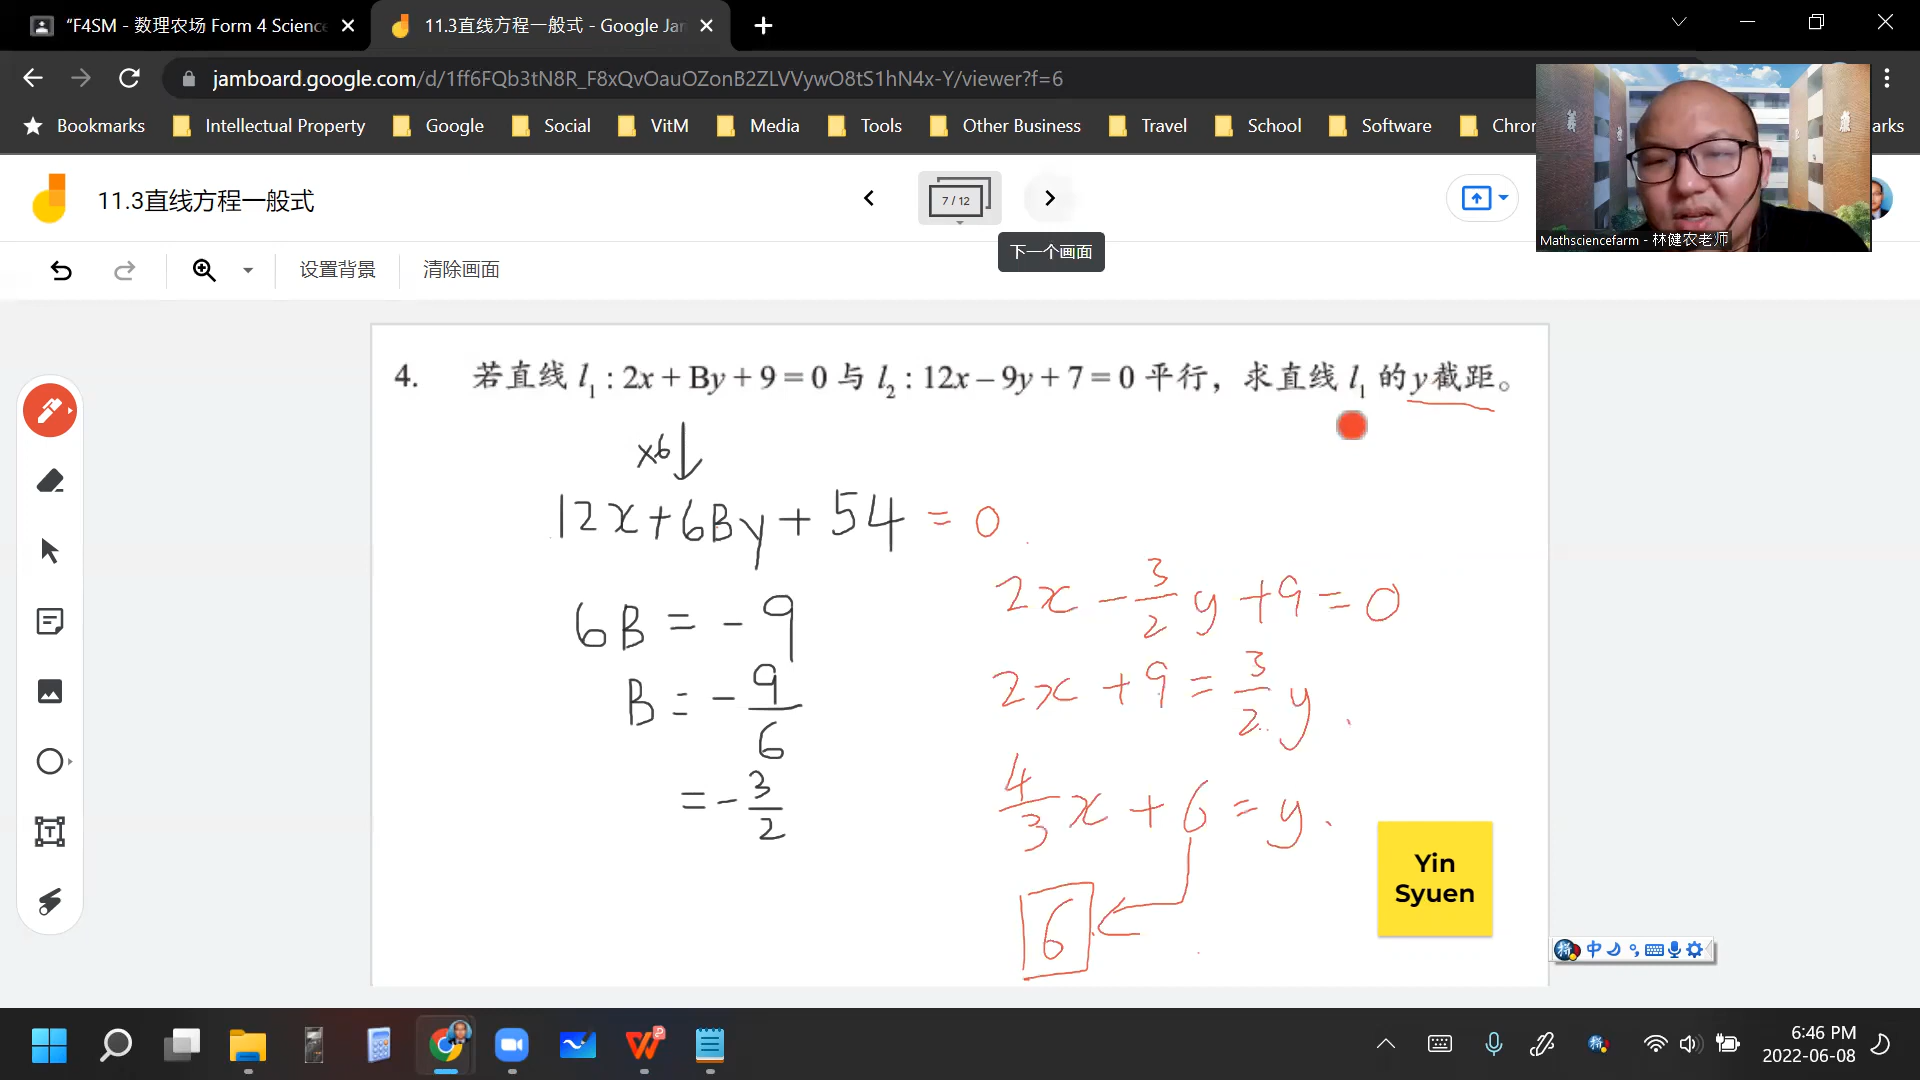 “F4SM - 数理农场 Form 4 Science
11.3直线方程一般式 - Google Jam
jamboard.google.com/d/1ff6FQb3tN8R_F8xQvOauOZonB2ZLVVywO8tS1hN4x-Y/viewer?f=6
Bookmarks Intellectual Property Google Social VitM Media Tools Other Business Travel School Software Chror arks
11.3直线方程一般式
7 / 12
下一个画面
Mathsciencefarm - 林健农老师
设置背景 清除画面
4. 若直线 l₁ : 2x + By + 9 = 0 与 l₂ : 12x – 9y + 7 = 0 平行，求直线 l₁ 的 y 截距。
x6
12x+6By+54 = 0
6B = -9
B = -9/6
= -3/2
2x - 3/2 y + 9 = 0
2x + 9 = 3/2 y.
4/3 x + 6 = y.
6
Yin
Syuen
中
6:46 PM
2022-06-08